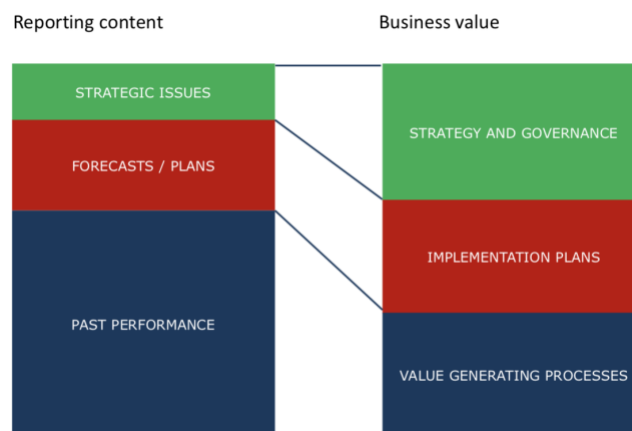 Reporting content
Business value
STRATEGIC ISSUES
STRATEGY AND GOVERNANCE
FORECASTS / PLANS
IMPLEMENTATION PLANS
PAST PERFORMANCE
VALUE GENERATING PROCESSES